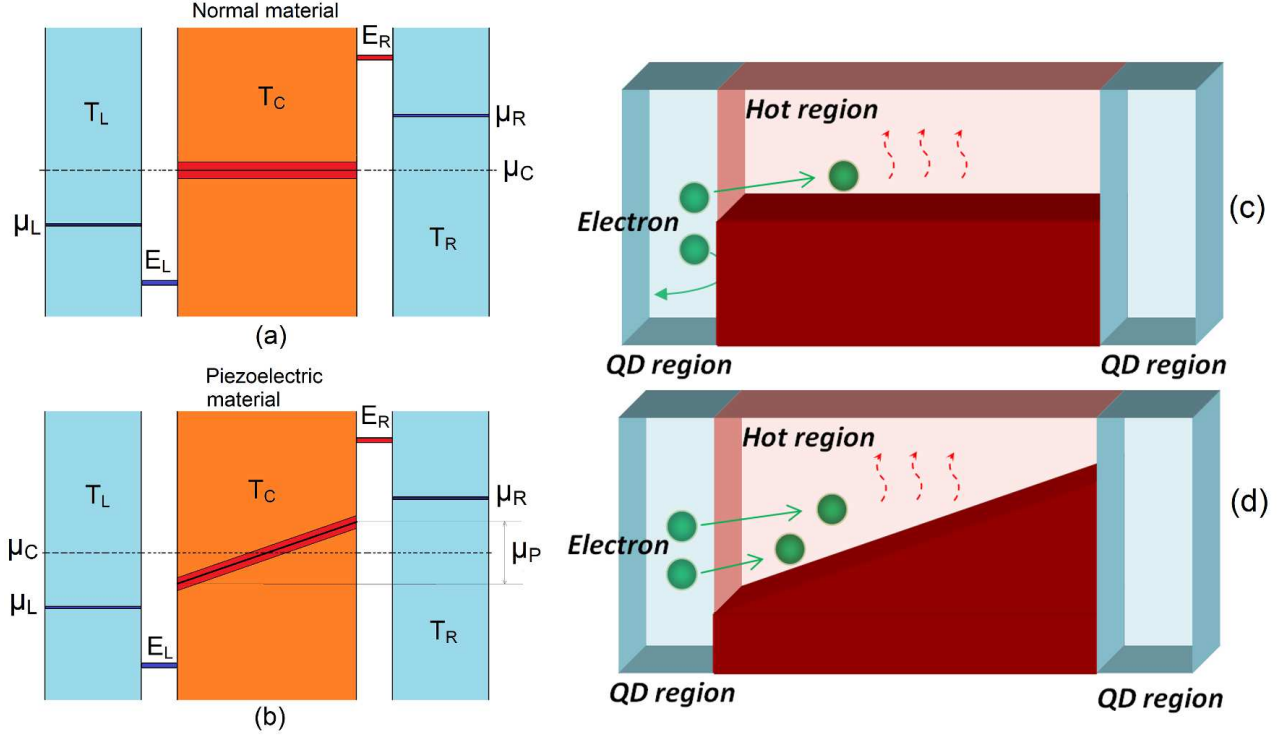 Normal material
E_R
T_L
T_C
μ_R
μ_C
μ_L
E_L
T_R
(a)
Piezoelectric
material
E_R
T_L
T_C
μ_R
μ_C
μ_P
μ_L
T_R
E_L
(b)
Hot region
Electron
(c)
QD region
QD region
Hot region
(d)
Electron
QD region
QD region